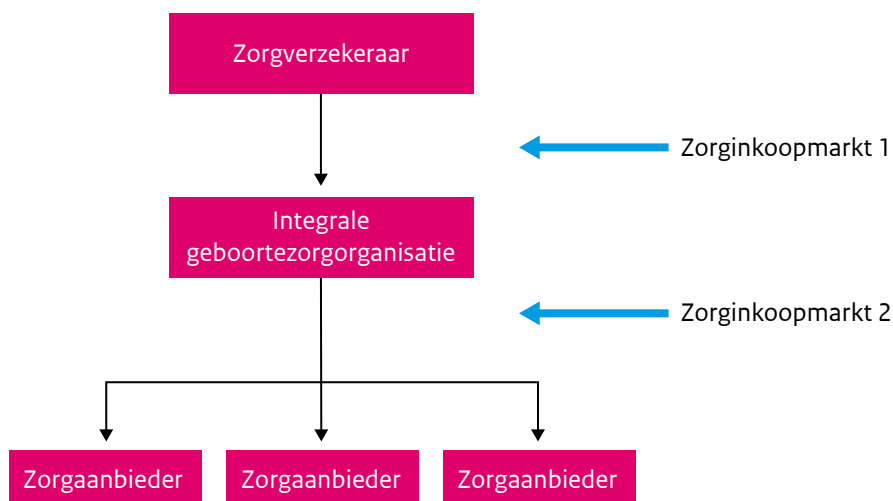 Zorgverzekeraar
Zorginkoopmarkt 1
Integrale
geboortezorgorganisatie
Zorginkoopmarkt 2
Zorgaanbieder
Zorgaanbieder
Zorgaanbieder